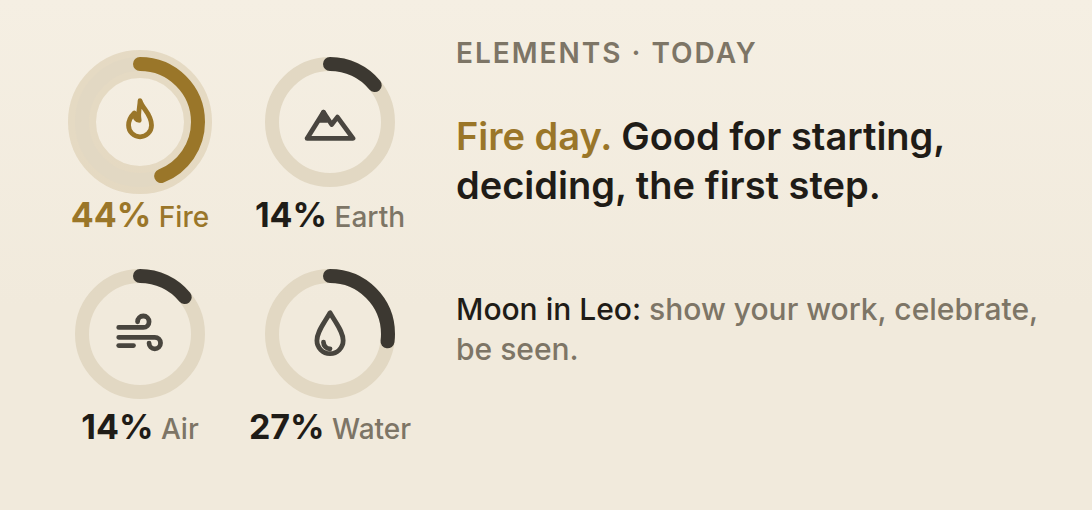 ELEMENTS · TODAY
Fire day. Good for starting,
deciding, the first step.
44% Fire
14% Earth
14% Air
27% Water
Moon in Leo: show your work, celebrate,
be seen.